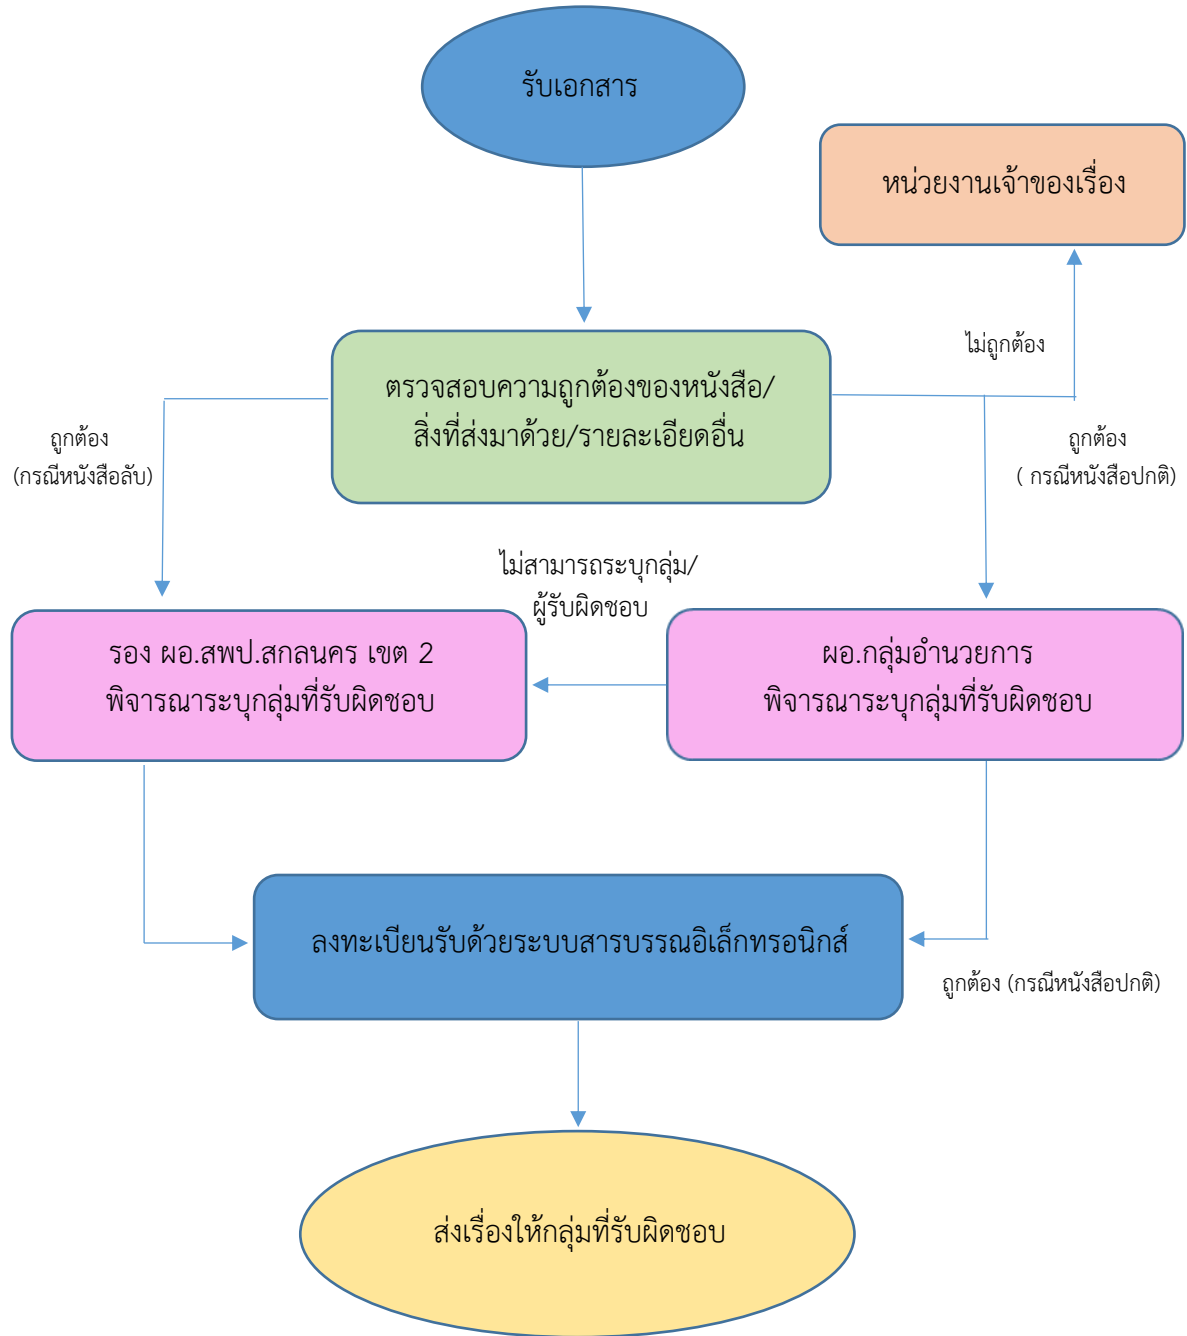 รับเอกสาร
หน่วยงานเจ้าของเรื่อง
ไม่ถูกต้อง
ตรวจสอบความถูกต้องของหนังสือ/
สิ่งที่ส่งมาด้วย/รายละเอียดอื่น
ถูกต้อง
(กรณีหนังสือลับ)
ถูกต้อง
( กรณีหนังสือปกติ)
ไม่สามารถระบุกลุ่ม/
ผู้รับผิดชอบ
รอง ผอ.สพป.สกลนคร เขต 2
พิจารณาระบุกลุ่มที่รับผิดชอบ
ผอ.กลุ่มอำนวยการ
พิจารณาระบุกลุ่มที่รับผิดชอบ
ลงทะเบียนรับด้วยระบบสารบรรณอิเล็กทรอนิกส์
ถูกต้อง (กรณีหนังสือปกติ)
ส่งเรื่องให้กลุ่มที่รับผิดชอบ